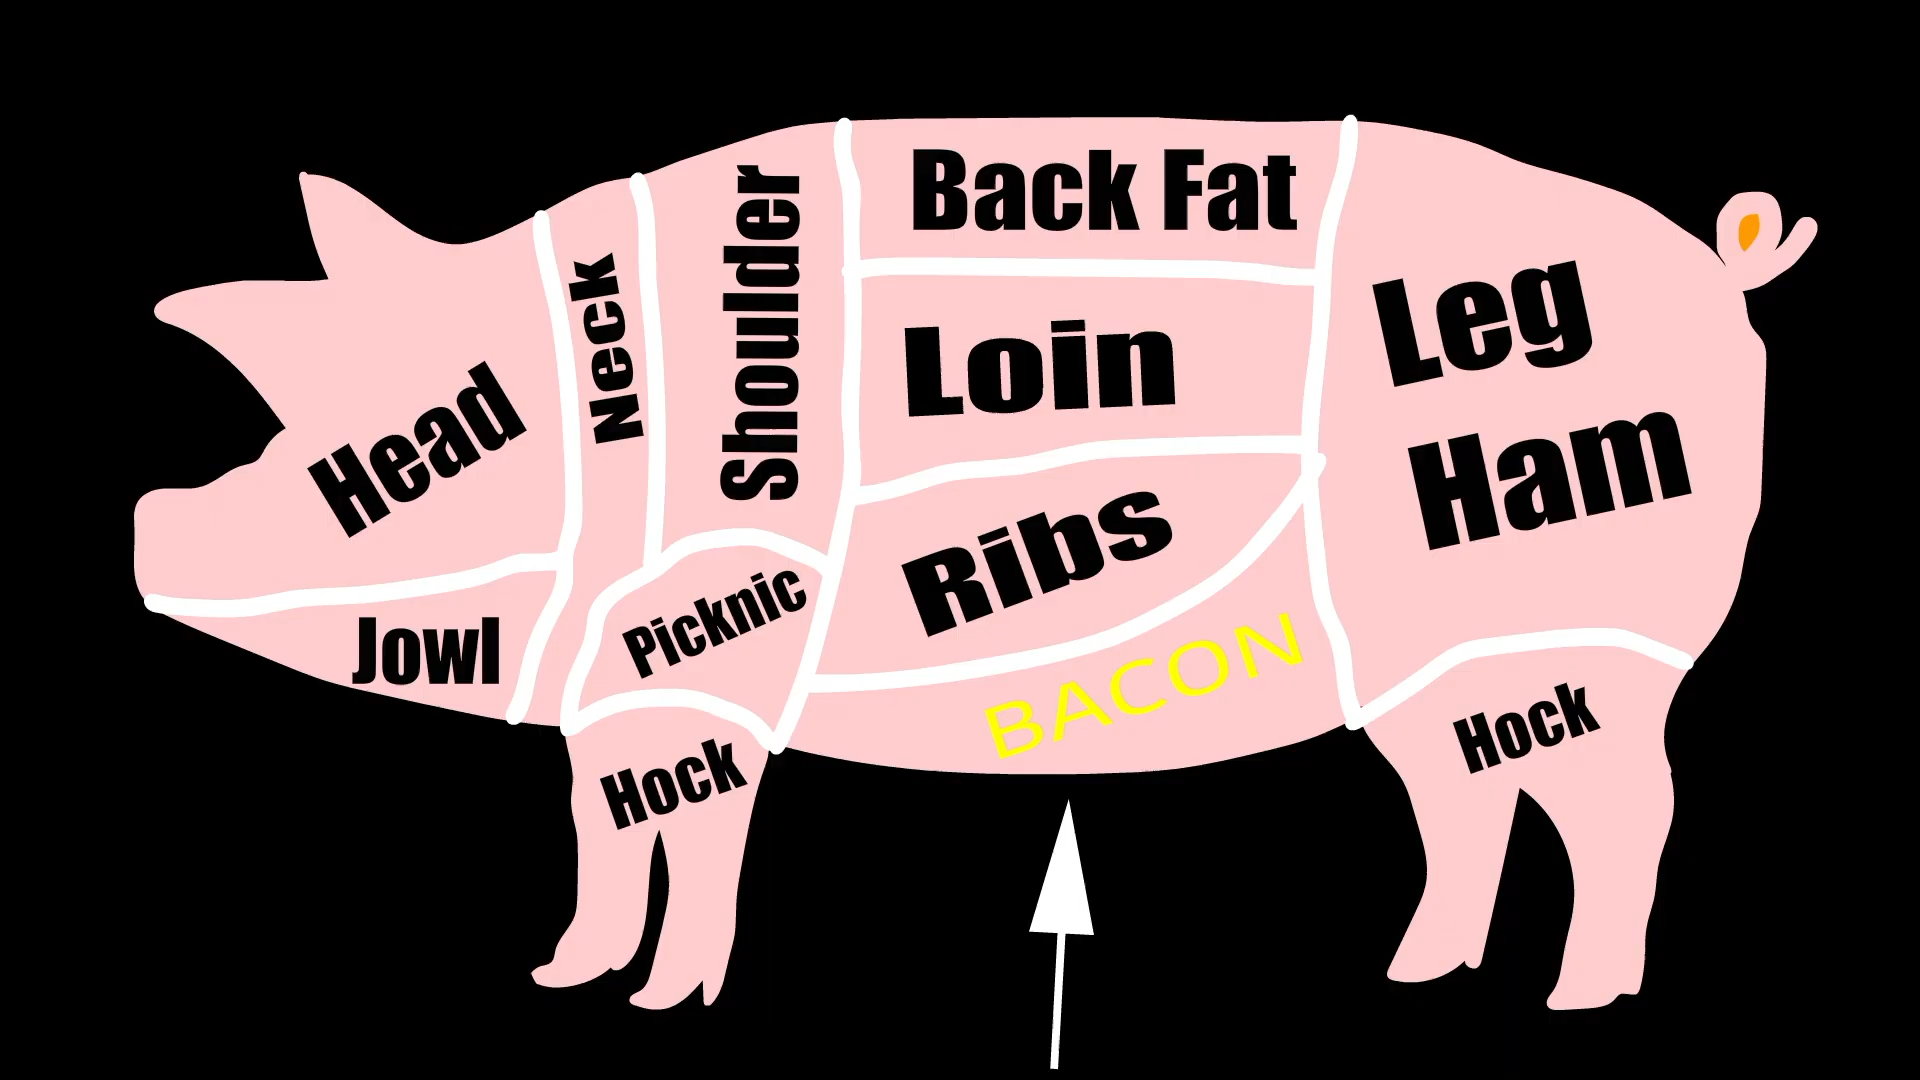 Head
Jowl
Neck
Shoulder
Picknic
Hock
Back Fat
Loin
Ribs
BACON
Leg
Ham
Hock